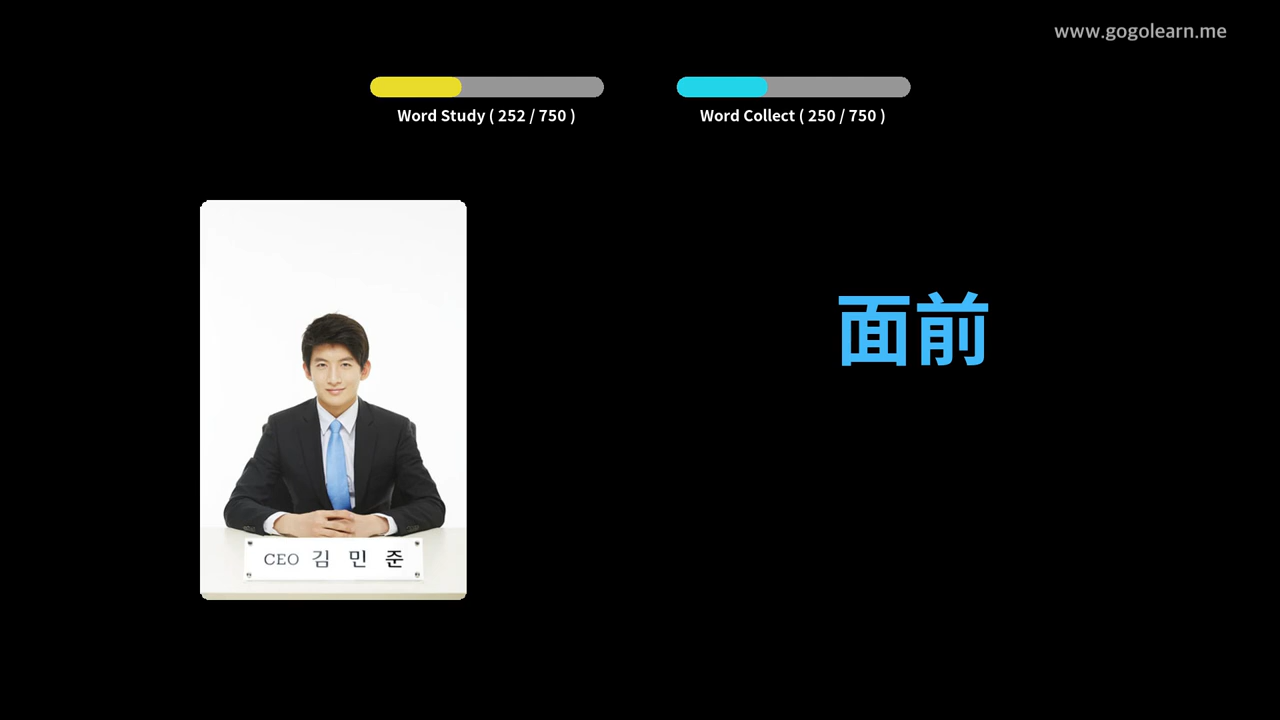 www.gogolearn.me
Word Study ( 252 / 750 )
Word Collect ( 250 / 750 )
面前
CEO 김 민 준